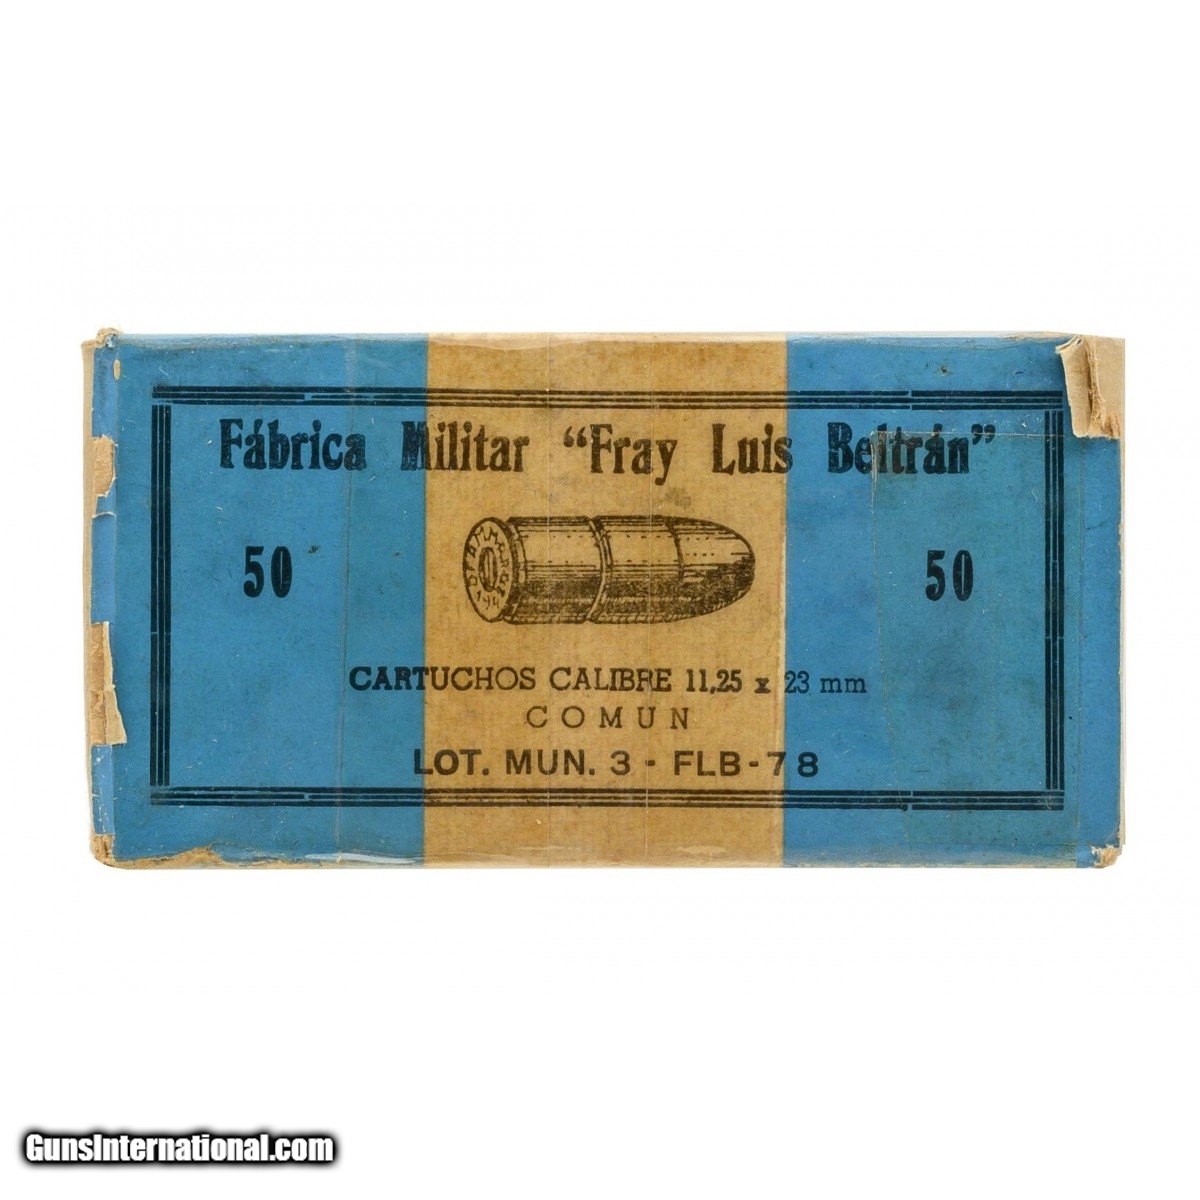 Fábrica Militar “Fray Luis Beltrán”
50
50
CARTUCHOS CALIBRE 11,25 x 23 mm
COMUN
LOT. MUN. 3 - FLB - 78
GunsInternational.com